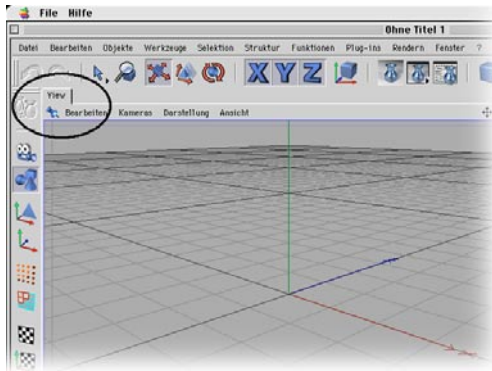 File Hilfe
Ohne Titel 1
Datei Bearbeiten Objekte Werkzeuge Selektion Struktur Funktionen Plug-Ins Rendern Fenster ?
X Y Z
View
Bearbeiten Kameras Darstellung Ansicht